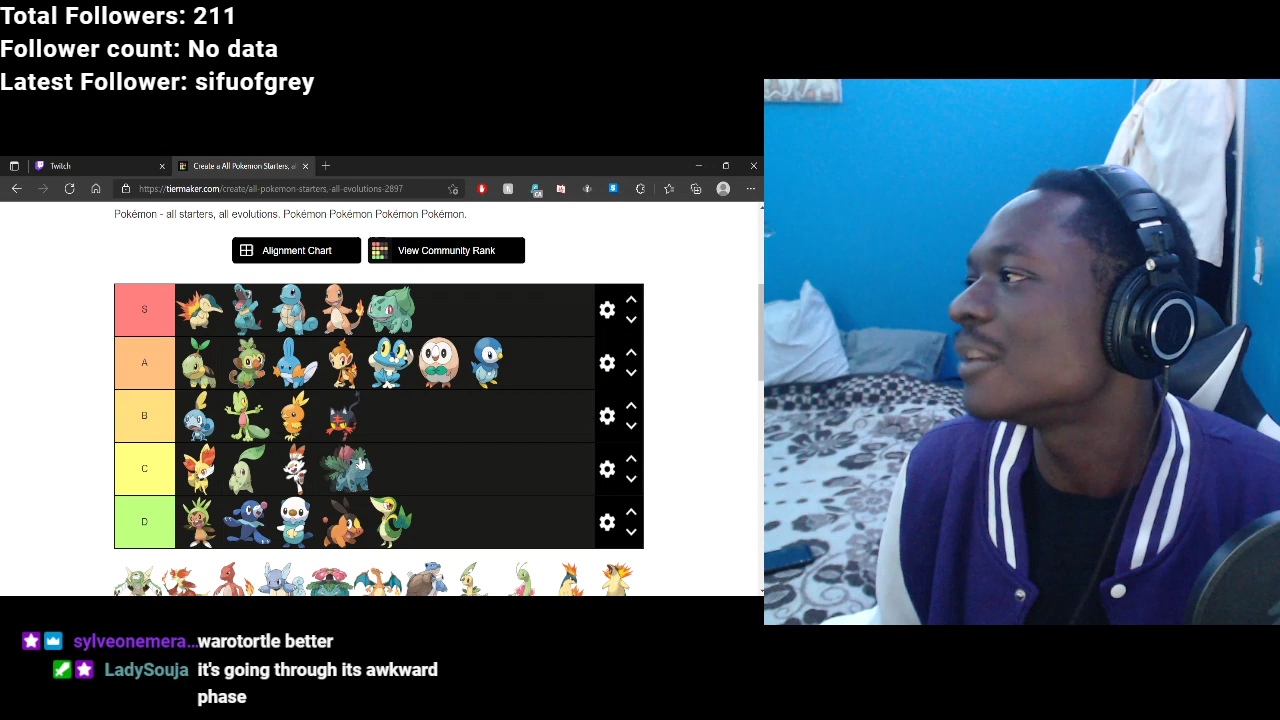 Total Followers: 211
Follower count: No data
Latest Follower: sifuofgrey
Twitch
Create a All Pokemon Starters, a
https://tiermaker.com/create/all-pokemon-starters,-all-evolutions-2897
Pokémon - all starters, all evolutions. Pokémon Pokémon Pokémon Pokémon.
Alignment Chart
View Community Rank
S
A
B
C
D
sylveonemera... warotortle better
LadySouja it's going through its awkward
phase